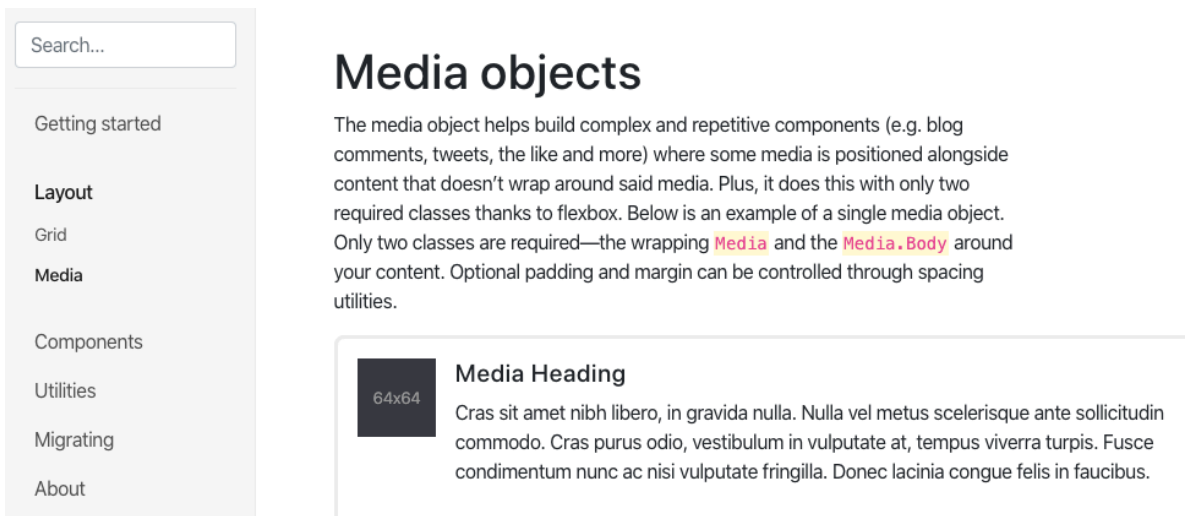 Search...
Getting started
Layout
Grid
Media
Components
Utilities
Migrating
About
Media objects
The media object helps build complex and repetitive components (e.g. blog
comments, tweets, the like and more) where some media is positioned alongside
content that doesn’t wrap around said media. Plus, it does this with only two
required classes thanks to flexbox. Below is an example of a single media object.
Only two classes are required—the wrapping Media and the Media.Body around
your content. Optional padding and margin can be controlled through spacing
utilities.
64x64
Media Heading
Cras sit amet nibh libero, in gravida nulla. Nulla vel metus scelerisque ante sollicitudin
commodo. Cras purus odio, vestibulum in vulputate at, tempus viverra turpis. Fusce
condimentum nunc ac nisi vulputate fringilla. Donec lacinia congue felis in faucibus.